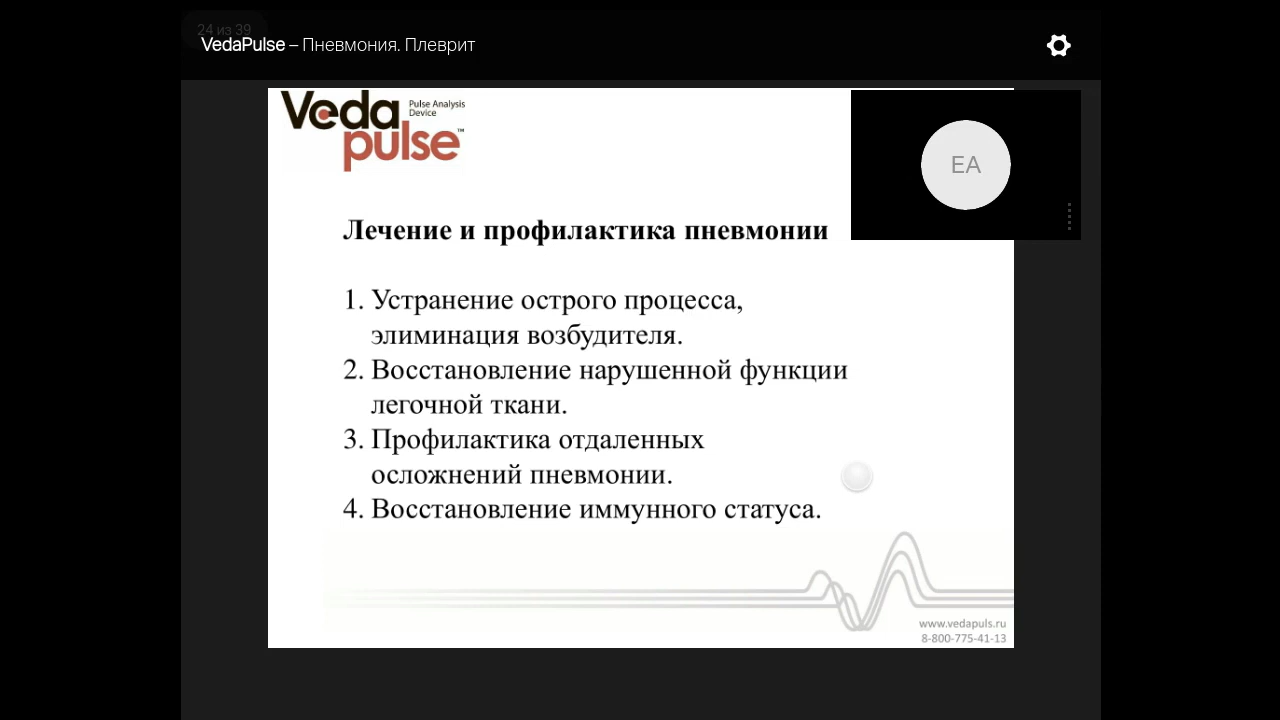 24 из 39
VedaPulse – Пневмония. Плеврит
Veda pulse™
Pulse Analysis
Device
EA
Лечение и профилактика пневмонии
1. Устранение острого процесса,
элиминация возбудителя.
2. Восстановление нарушенной функции
легочной ткани.
3. Профилактика отдаленных
осложнений пневмонии.
4. Восстановление иммунного статуса.
www.vedapuls.ru
8-800-775-41-13